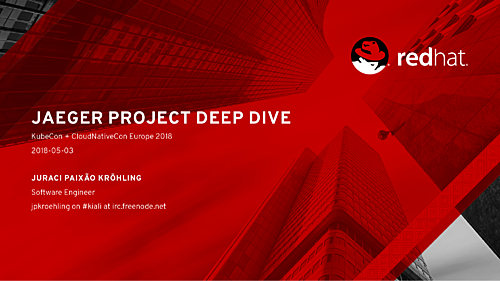 redhat.
JAEGER PROJECT DEEP DIVE
KubeCon + CloudNativeCon Europe 2018
2018-05-03
JURACI PAIXÃO KRÖHLING
Software Engineer
jpkroehling on #kiali at irc.freenode.net